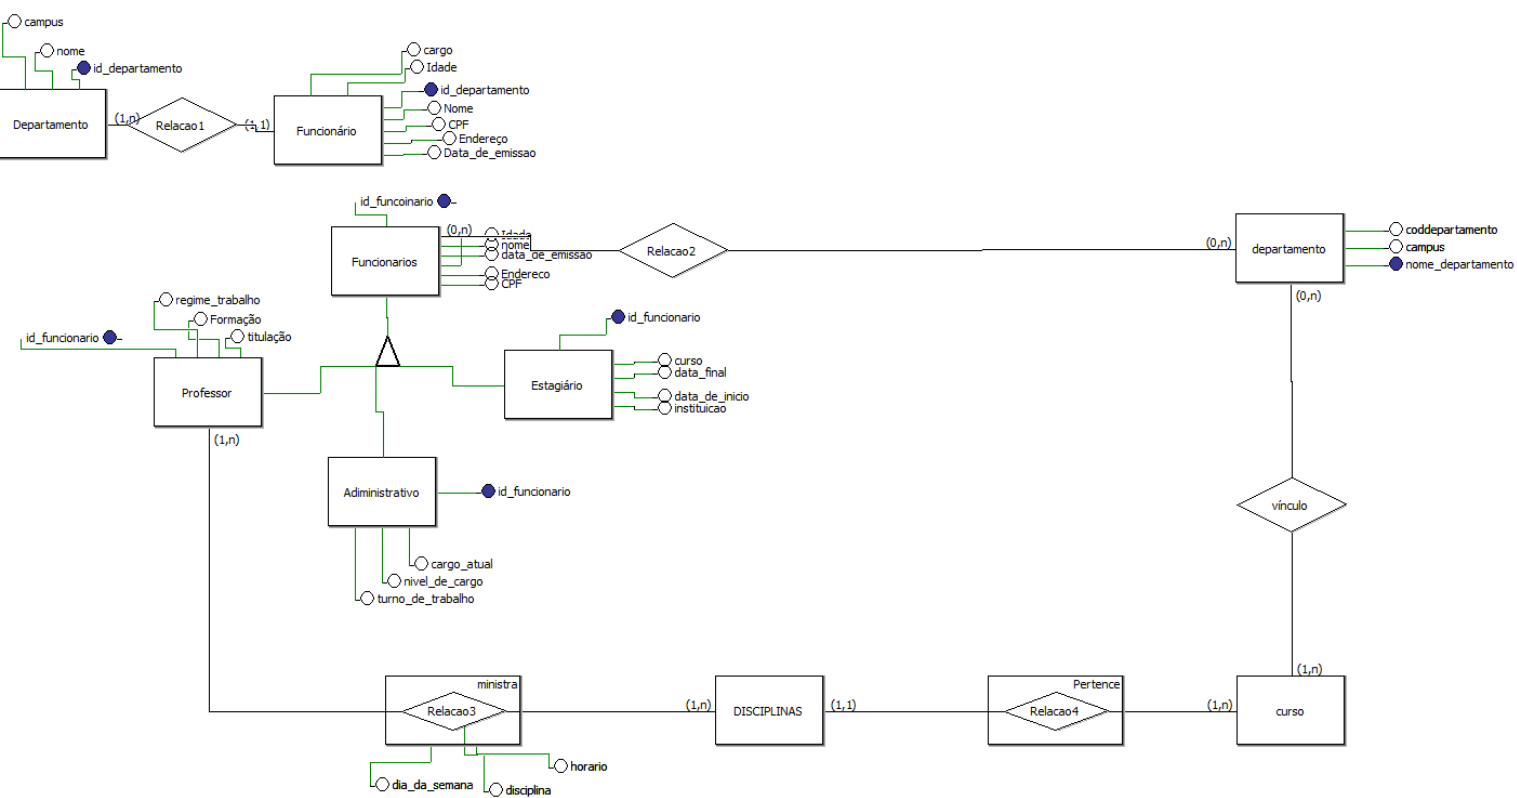 campus
nome
id_departamento
Departamento
(1,n)
Relacao1
(1,1)
Funcionário
cargo
Idade
id_departamento
Nome
CPF
Endereço
Data_de_emissao
id_funcoinario
Funcionarios
(0,n)
Idade
nome
data_de_emissao
Endereco
CPF
Relacao2
(0,n)
departamento
coddepartamento
campus
nome_departamento
(0,n)
regime_trabalho
Formação
titulação
id_funcionario
Professor
(1,n)
id_funcionario
Estagiário
curso
data_final
data_de_inicio
instituicao
Administrativo
id_funcionario
cargo_atual
nivel_de_cargo
turno_de_trabalho
vínculo
(1,n)
ministra
Relacao3
(1,n)
DISCIPLINAS
(1,1)
Pertence
Relacao4
(1,n)
curso
horario
dia_da_semana
disciplina